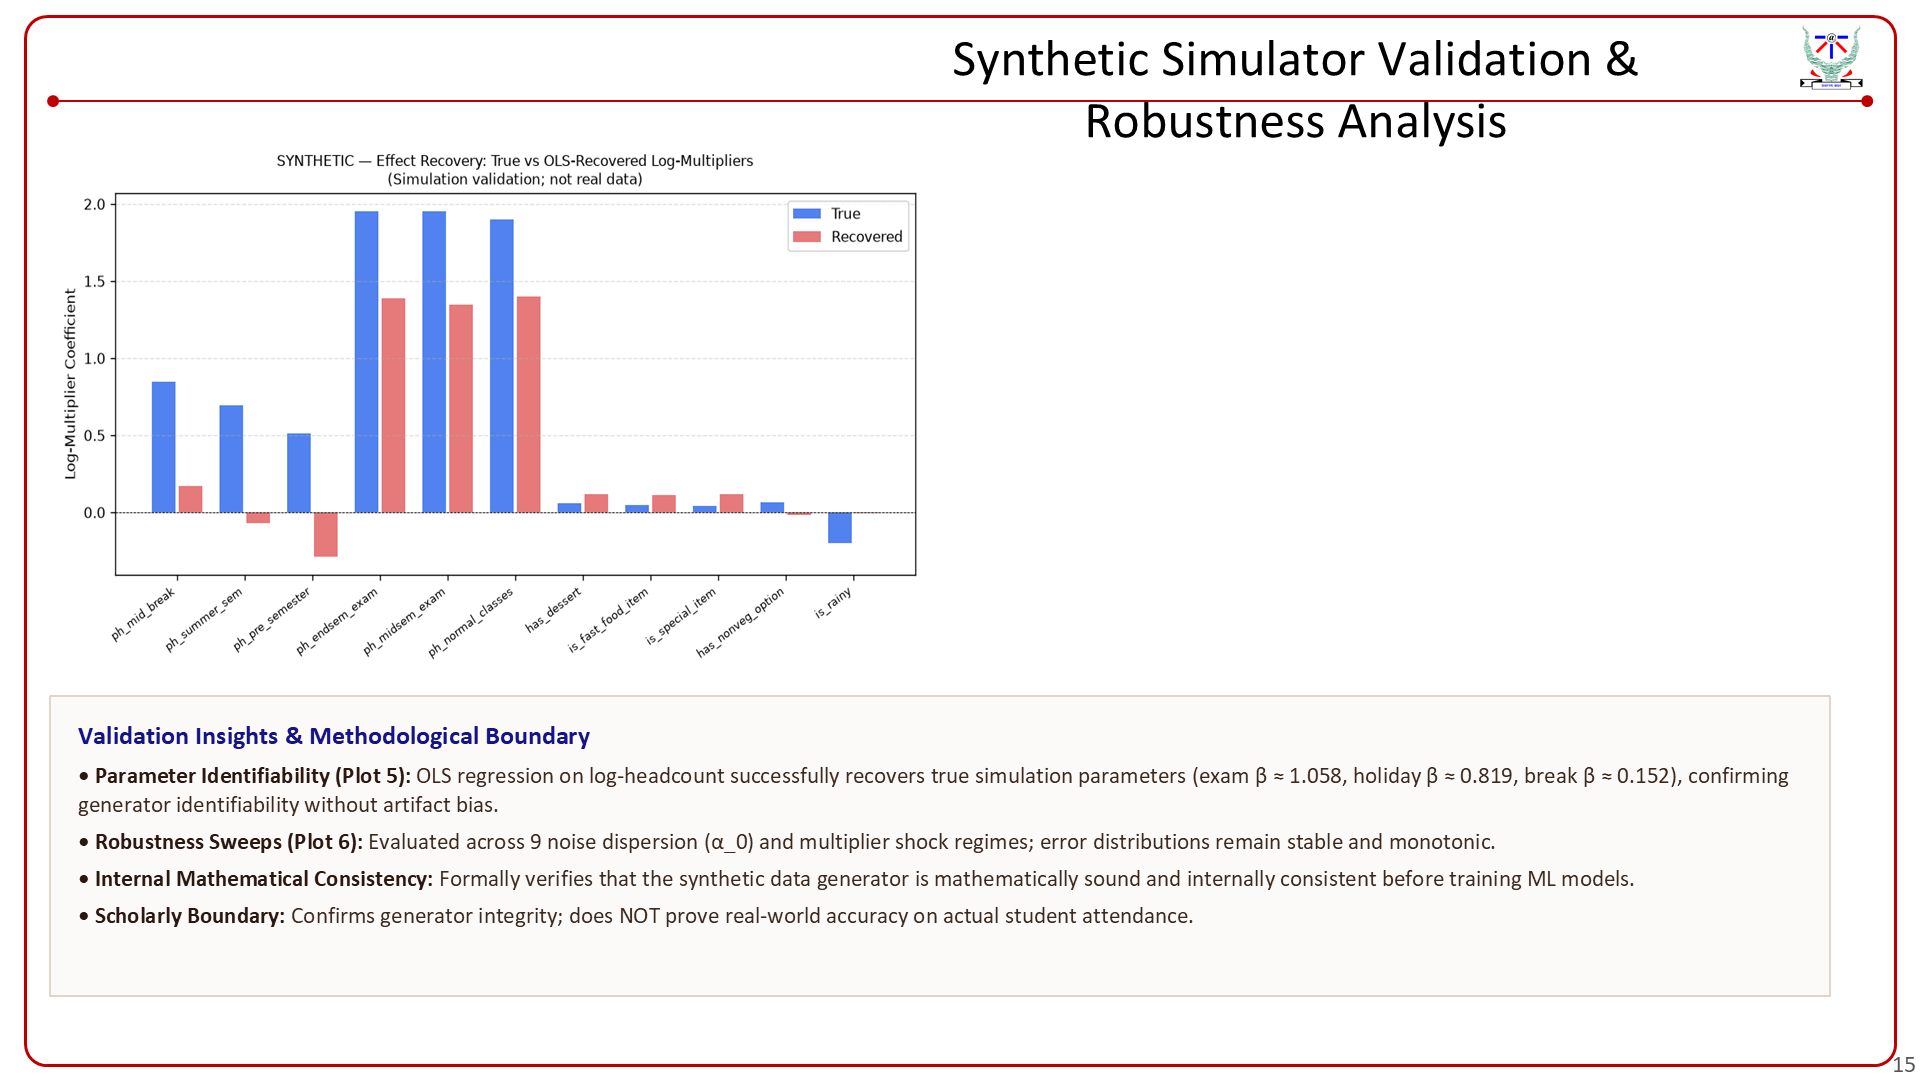 Synthetic Simulator Validation &
Robustness Analysis
SYNTHETIC — Effect Recovery: True vs OLS-Recovered Log-Multipliers
(Simulation validation; not real data)
True
Recovered
Log-Multiplier Coefficient
2.0
1.5
1.0
0.5
0.0
ph_mid_break
ph_summer_sem
ph_pre_semester
ph_endsem_exam
ph_midsem_exam
ph_normal_classes
has_dessert
is_fast_food_item
is_special_item
has_nonveg_option
is_rainy
Validation Insights & Methodological Boundary
• Parameter Identifiability (Plot 5): OLS regression on log-headcount successfully recovers true simulation parameters (exam β ≈ 1.058, holiday β ≈ 0.819, break β ≈ 0.152), confirming
generator identifiability without artifact bias.
• Robustness Sweeps (Plot 6): Evaluated across 9 noise dispersion (α_0) and multiplier shock regimes; error distributions remain stable and monotonic.
• Internal Mathematical Consistency: Formally verifies that the synthetic data generator is mathematically sound and internally consistent before training ML models.
• Scholarly Boundary: Confirms generator integrity; does NOT prove real-world accuracy on actual student attendance.
15